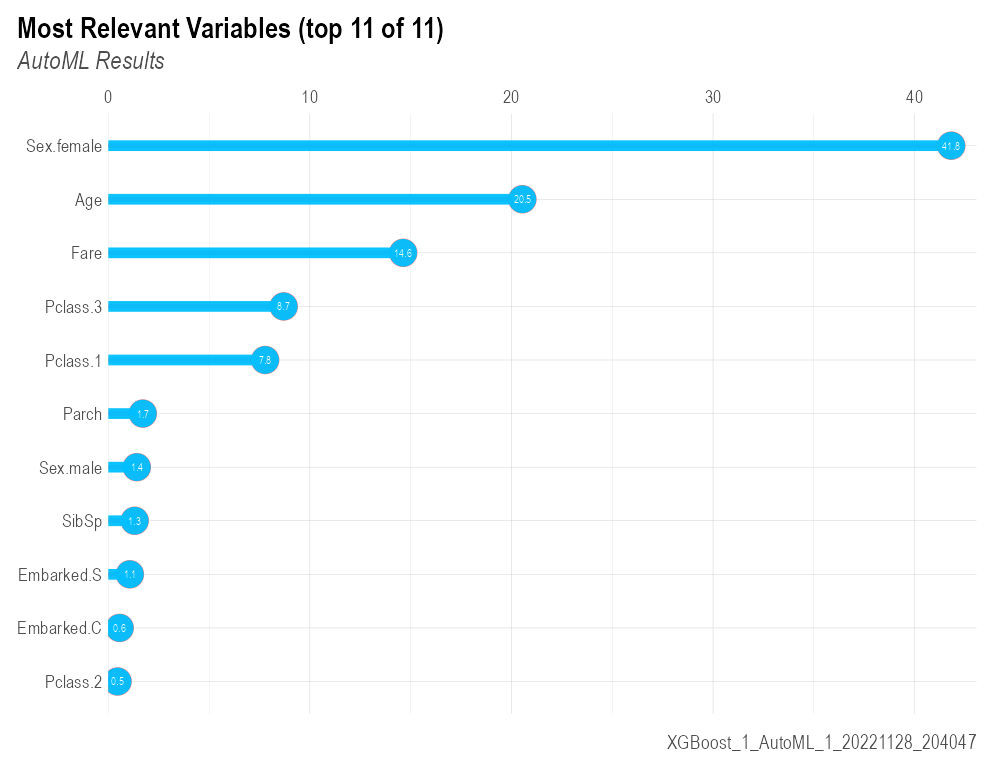 Most Relevant Variables (top 11 of 11)
AutoML Results
0 10 20 30 40
Sex.female 41.8
Age 20.5
Fare 14.6
Pclass.3 8.7
Pclass.1 7.8
Parch 1.7
Sex.male 1.4
SibSp 1.3
Embarked.S 1.1
Embarked.C 0.6
Pclass.2 0.5
XGBoost_1_AutoML_1_20221128_204047